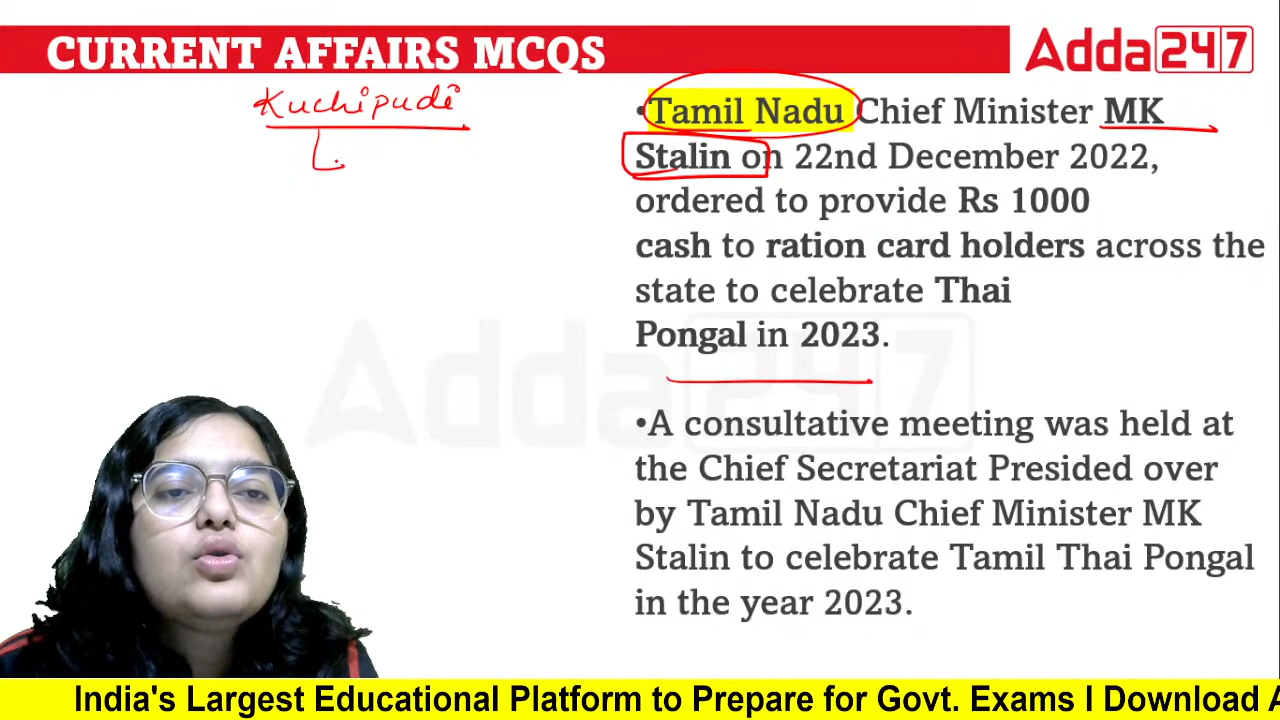 CURRENT AFFAIRS MCQS
Adda247
Kuchipudi
•Tamil Nadu Chief Minister MK
Stalin on 22nd December 2022,
ordered to provide Rs 1000
cash to ration card holders across the
state to celebrate Thai
Pongal in 2023.
Adda247
•A consultative meeting was held at
the Chief Secretariat Presided over
by Tamil Nadu Chief Minister MK
Stalin to celebrate Tamil Thai Pongal
in the year 2023.
India's Largest Educational Platform to Prepare for Govt. Exams I Download A